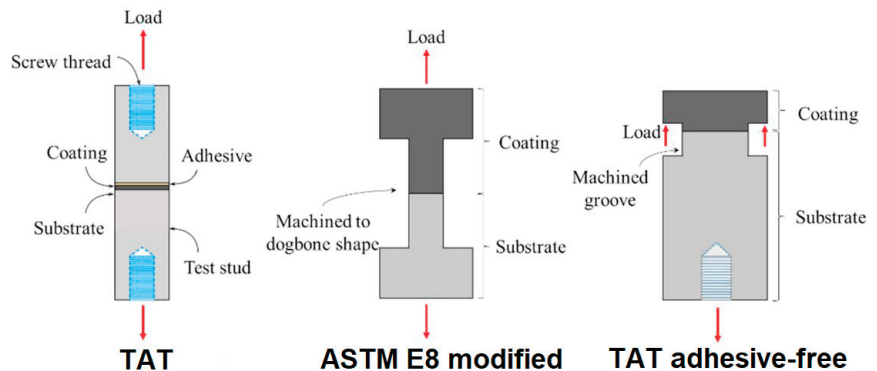 Load
Screw thread
Coating
Adhesive
Substrate
Test stud
TAT
Load
Coating
Machined to
dogbone shape
Substrate
ASTM E8 modified
Coating
Load
Machined
groove
Substrate
TAT adhesive-free